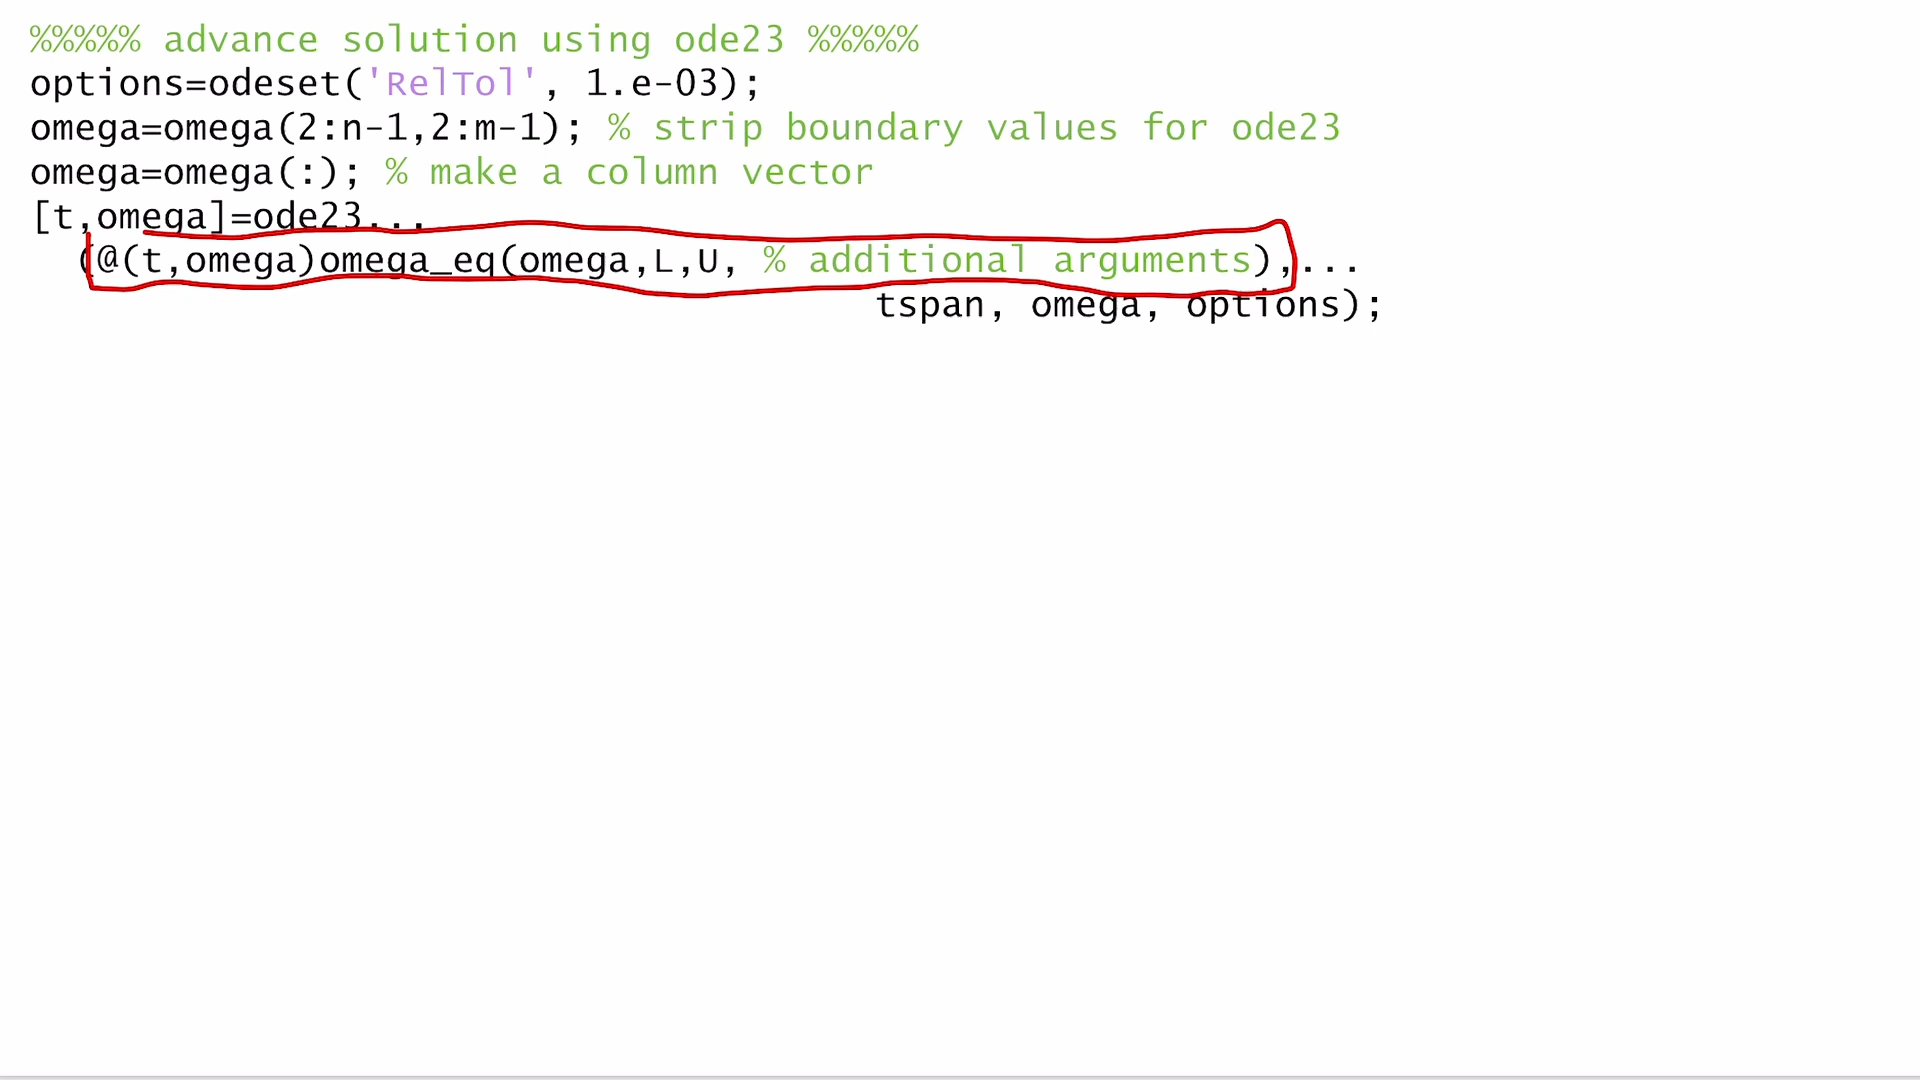 %%%%% advance solution using ode23 %%%%%
options=odeset('RelTol', 1.e-03);
omega=omega(2:n-1,2:m-1); % strip boundary values for ode23
omega=omega(:); % make a column vector
[t,omega]=ode23...
(@(t,omega)omega_eq(omega,L,U, % additional arguments),...
tspan, omega, options);